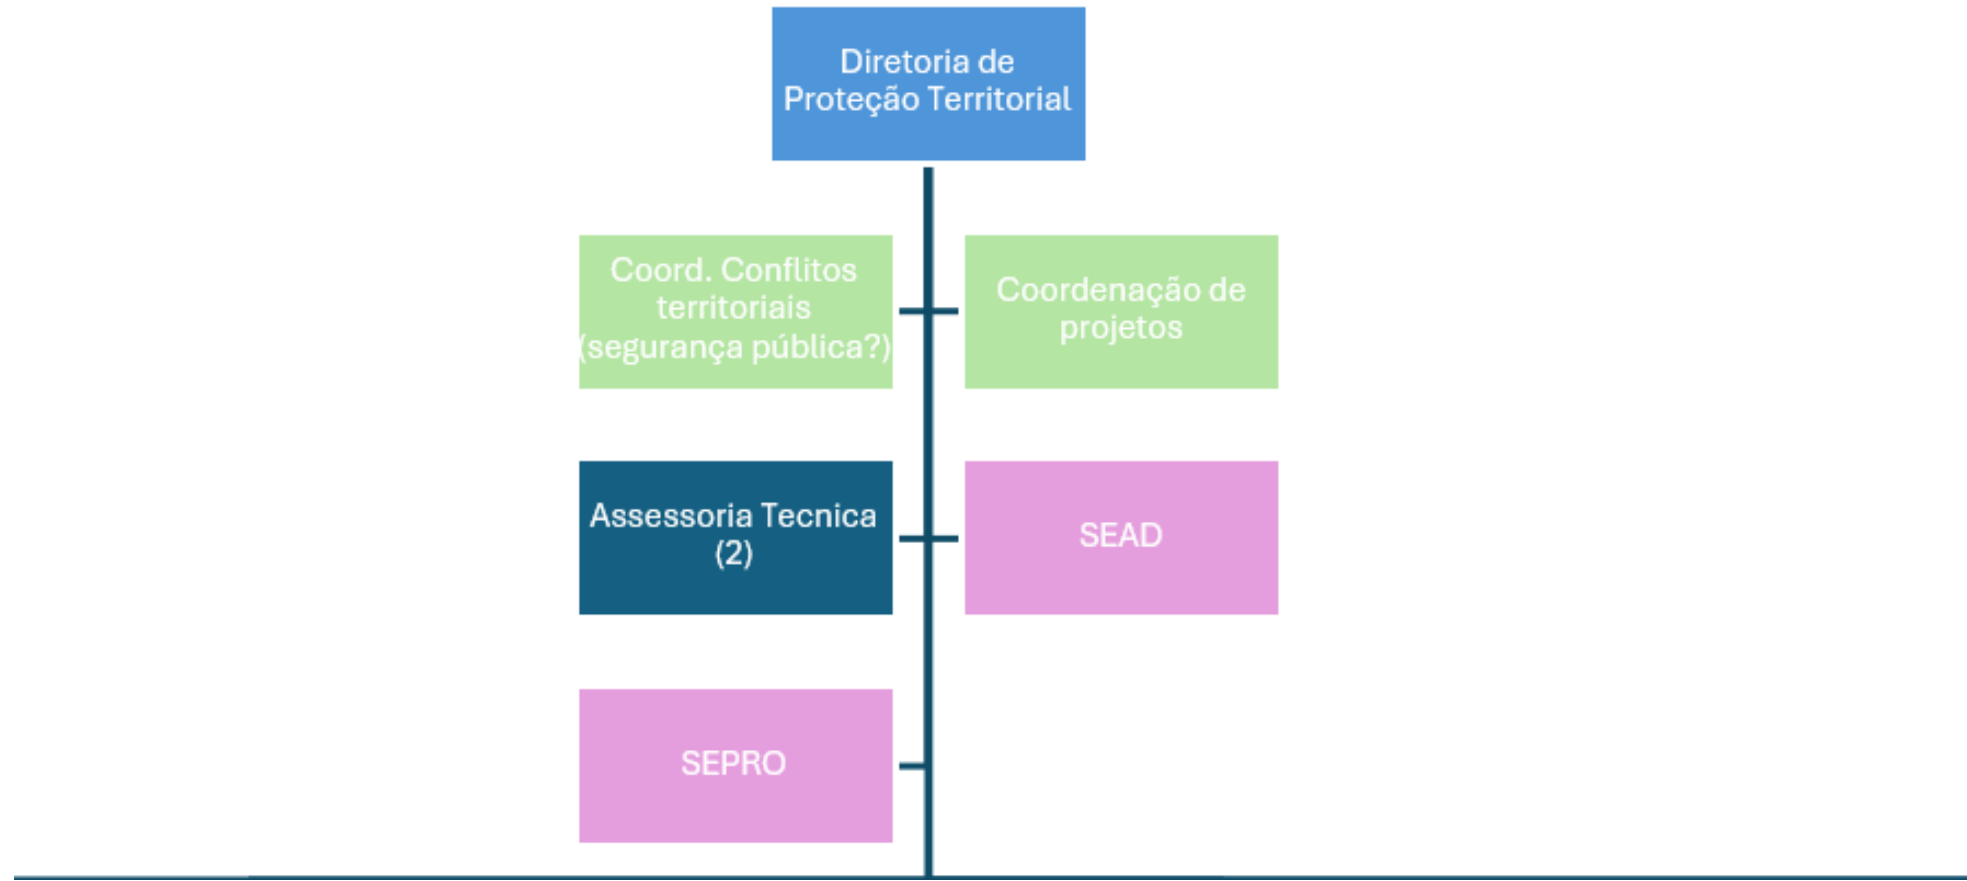 Diretoria de
Proteção Territorial
Coord. Conflitos
territoriais
(segurança pública?)
Coordenação de
projetos
Assessoria Tecnica
(2)
SEAD
SEPRO